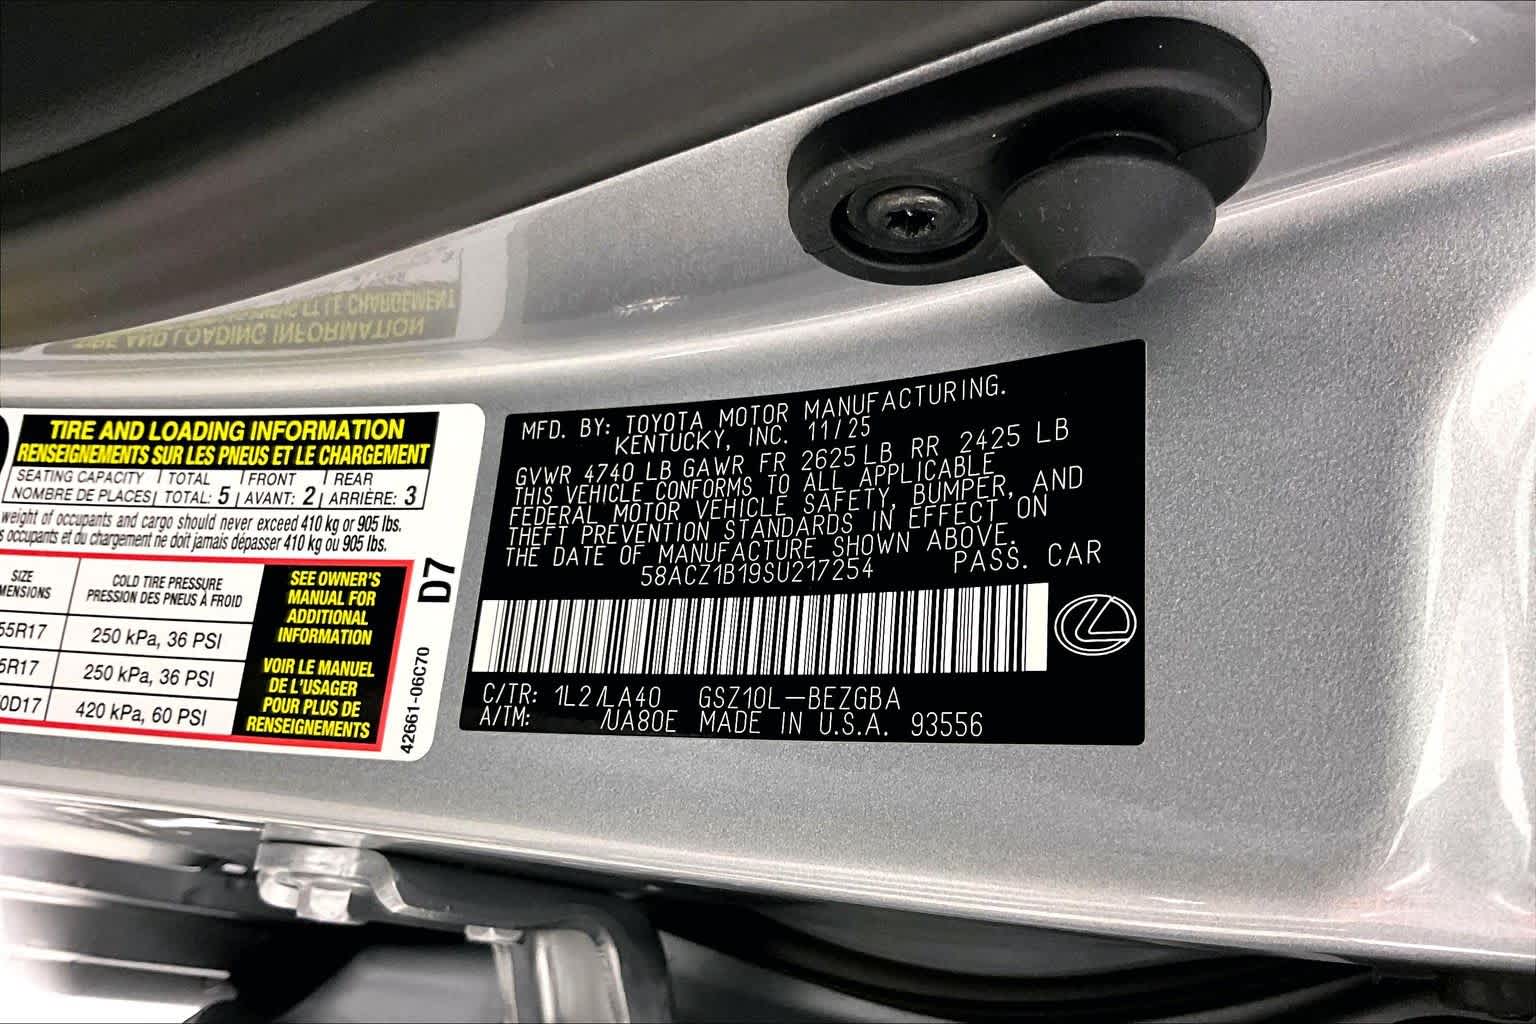 TIRE AND LOADING INFORMATION
RENSEIGNEMENTS SUR LES PNEUS ET LE CHARGEMENT
SEATING CAPACITY | TOTAL | FRONT | REAR
NOMBRE DE PLACES | TOTAL: 5 | AVANT: 2 | ARRIÈRE: 3
weight of occupants and cargo should never exceed 410 kg or 905 lbs.
occupants et du chargement ne doit jamais dépasser 410 kg ou 905 lbs.
SIZE
COLD TIRE PRESSURE
PRESSION DES PNEUS À FROID
55R17 250 kPa, 36 PSI
5R17 250 kPa, 36 PSI
0D17 420 kPa, 60 PSI
SEE OWNER'S
MANUAL FOR
ADDITIONAL
INFORMATION
VOIR LE MANUEL
DE L'USAGER
POUR PLUS DE
RENSEIGNEMENTS
D7
42661-06C70
MFD. BY: TOYOTA MOTOR MANUFACTURING.
KENTUCKY, INC. 11/25
GVWR 4740 LB GAWR FR 2625 LB RR 2425 LB
THIS VEHICLE CONFORMS TO ALL APPLICABLE
FEDERAL MOTOR VEHICLE SAFETY, BUMPER, AND
THEFT PREVENTION STANDARDS IN EFFECT ON
THE DATE OF MANUFACTURE SHOWN ABOVE.
58ACZ1B19SU217254 PASS. CAR
C/TR: 1L2/LA40 GSZ10L-BEZGBA
A/TM: /UA80E MADE IN U.S.A. 93556